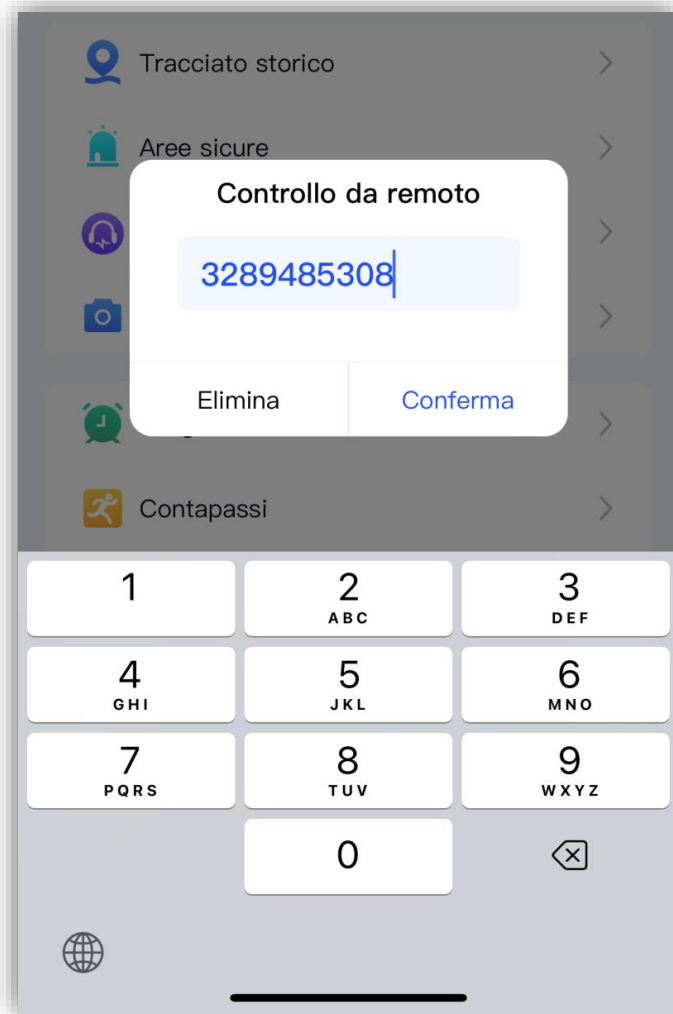 Tracciato storico
Aree sicure
Controllo da remoto
3289485308
Elimina
Conferma
Contapassi
1
2
ABC
3
DEF
4
GHI
5
JKL
6
MNO
7
PQRS
8
TUV
9
WXYZ
0